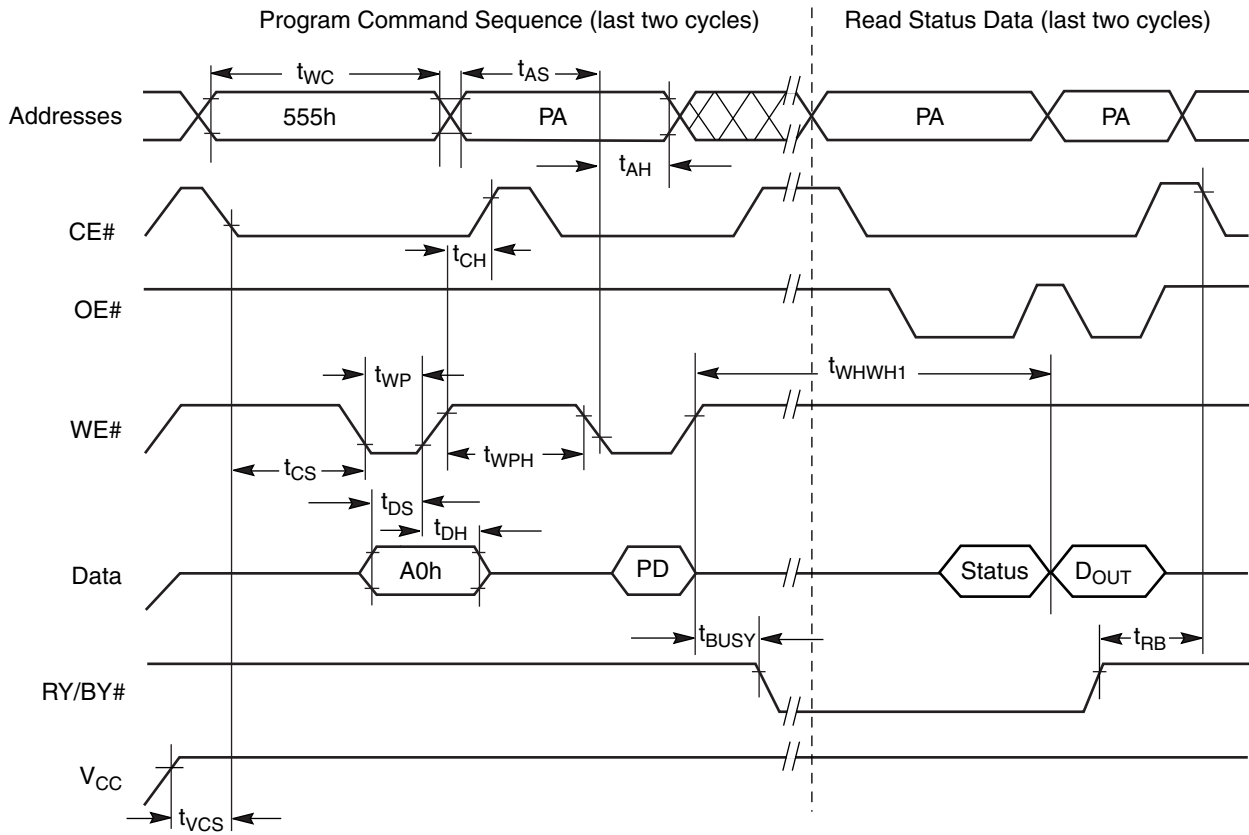 Program Command Sequence (last two cycles)
Read Status Data (last two cycles)
tWC
tAS
Addresses
555h
PA
PA
PA
tAH
CE#
tCH
OE#
tWP
tWHWH1
WE#
tCS
tWPH
tDS
tDH
Data
A0h
PD
Status
DOUT
tBUSY
tRB
RY/BY#
VCC
tVCS